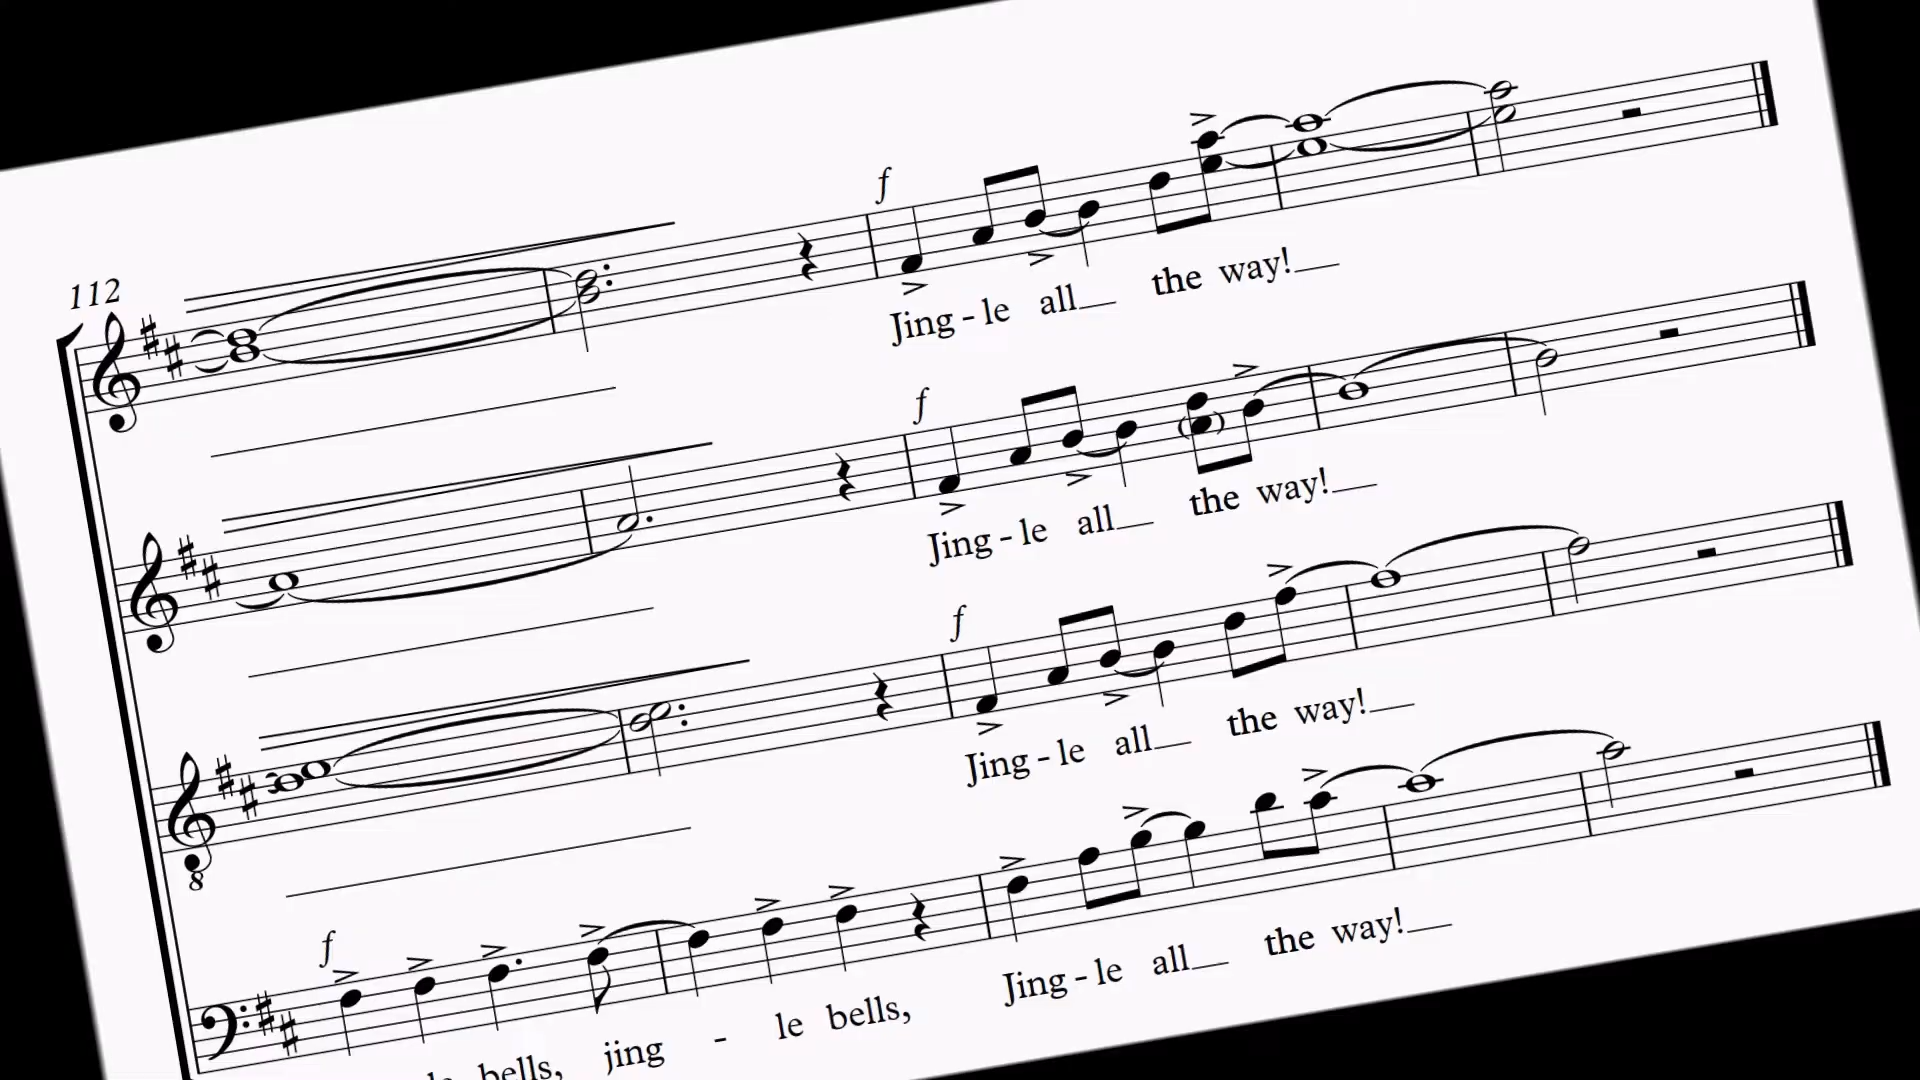 112
f
Jing - le all the way!
f
Jing - le all the way!
f
Jing - le all the way!
8
f
bells, jing - le bells, Jing - le all the way!